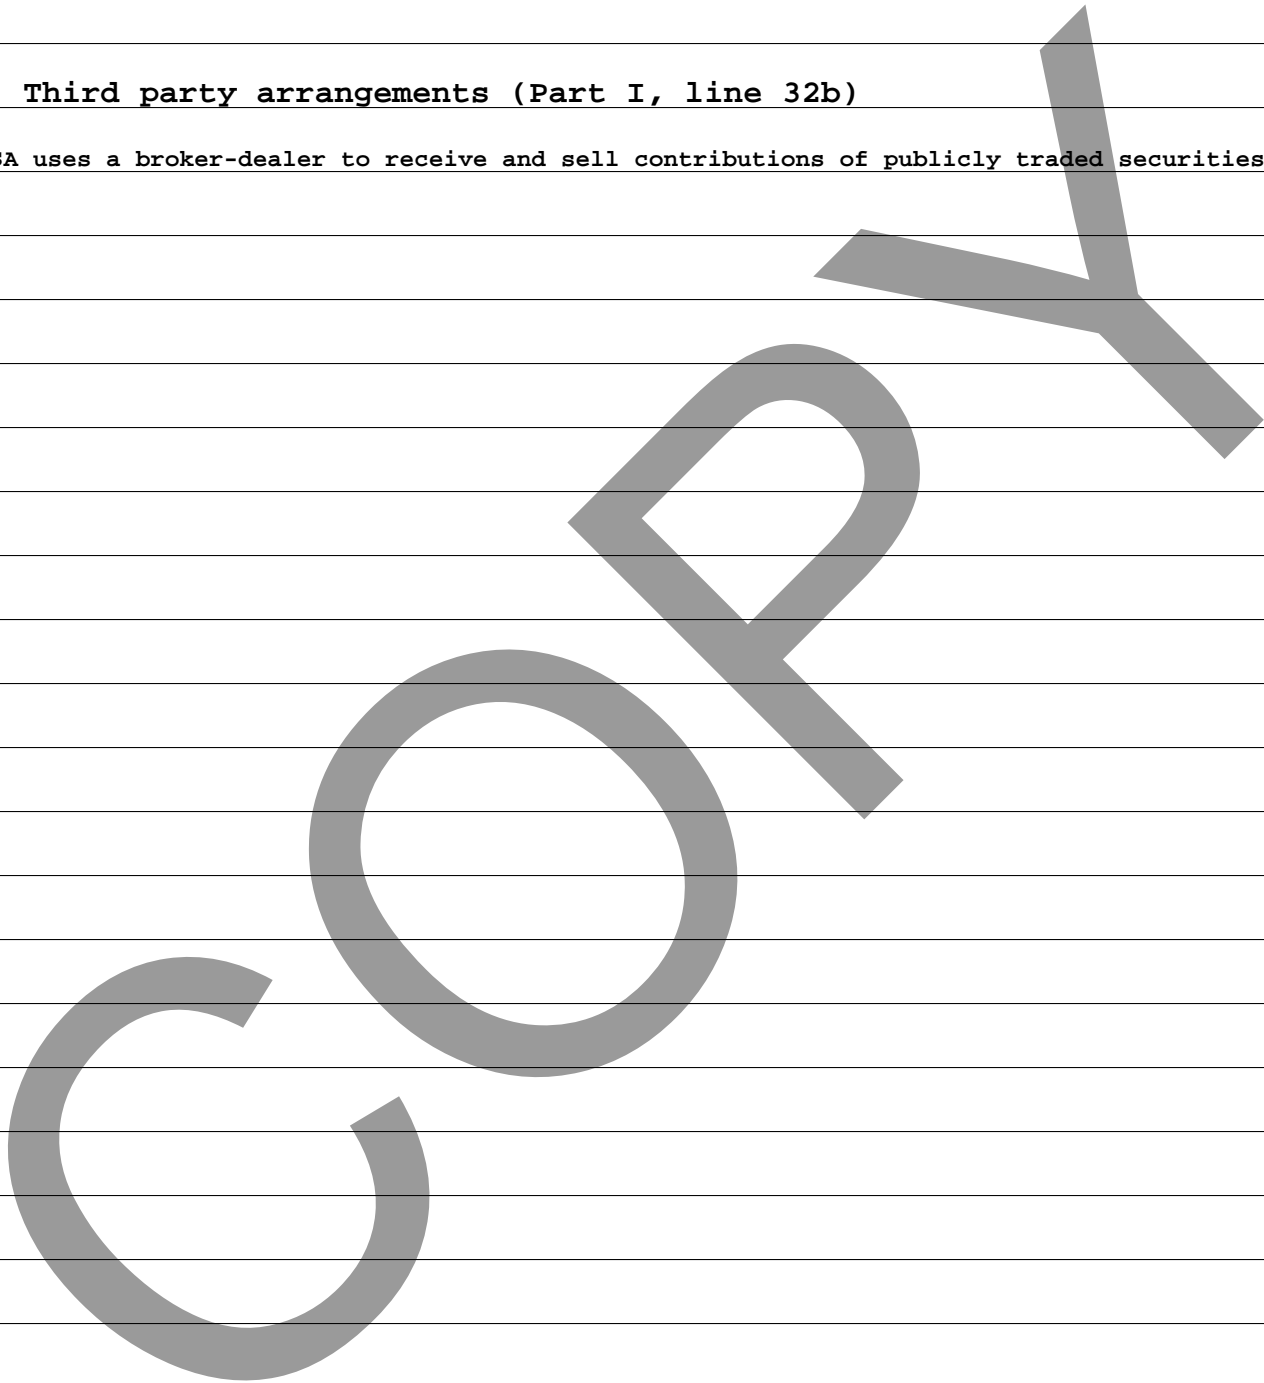 Third party arrangements (Part I, line 32b)
SA uses a broker-dealer to receive and sell contributions of publicly traded securities
COPY